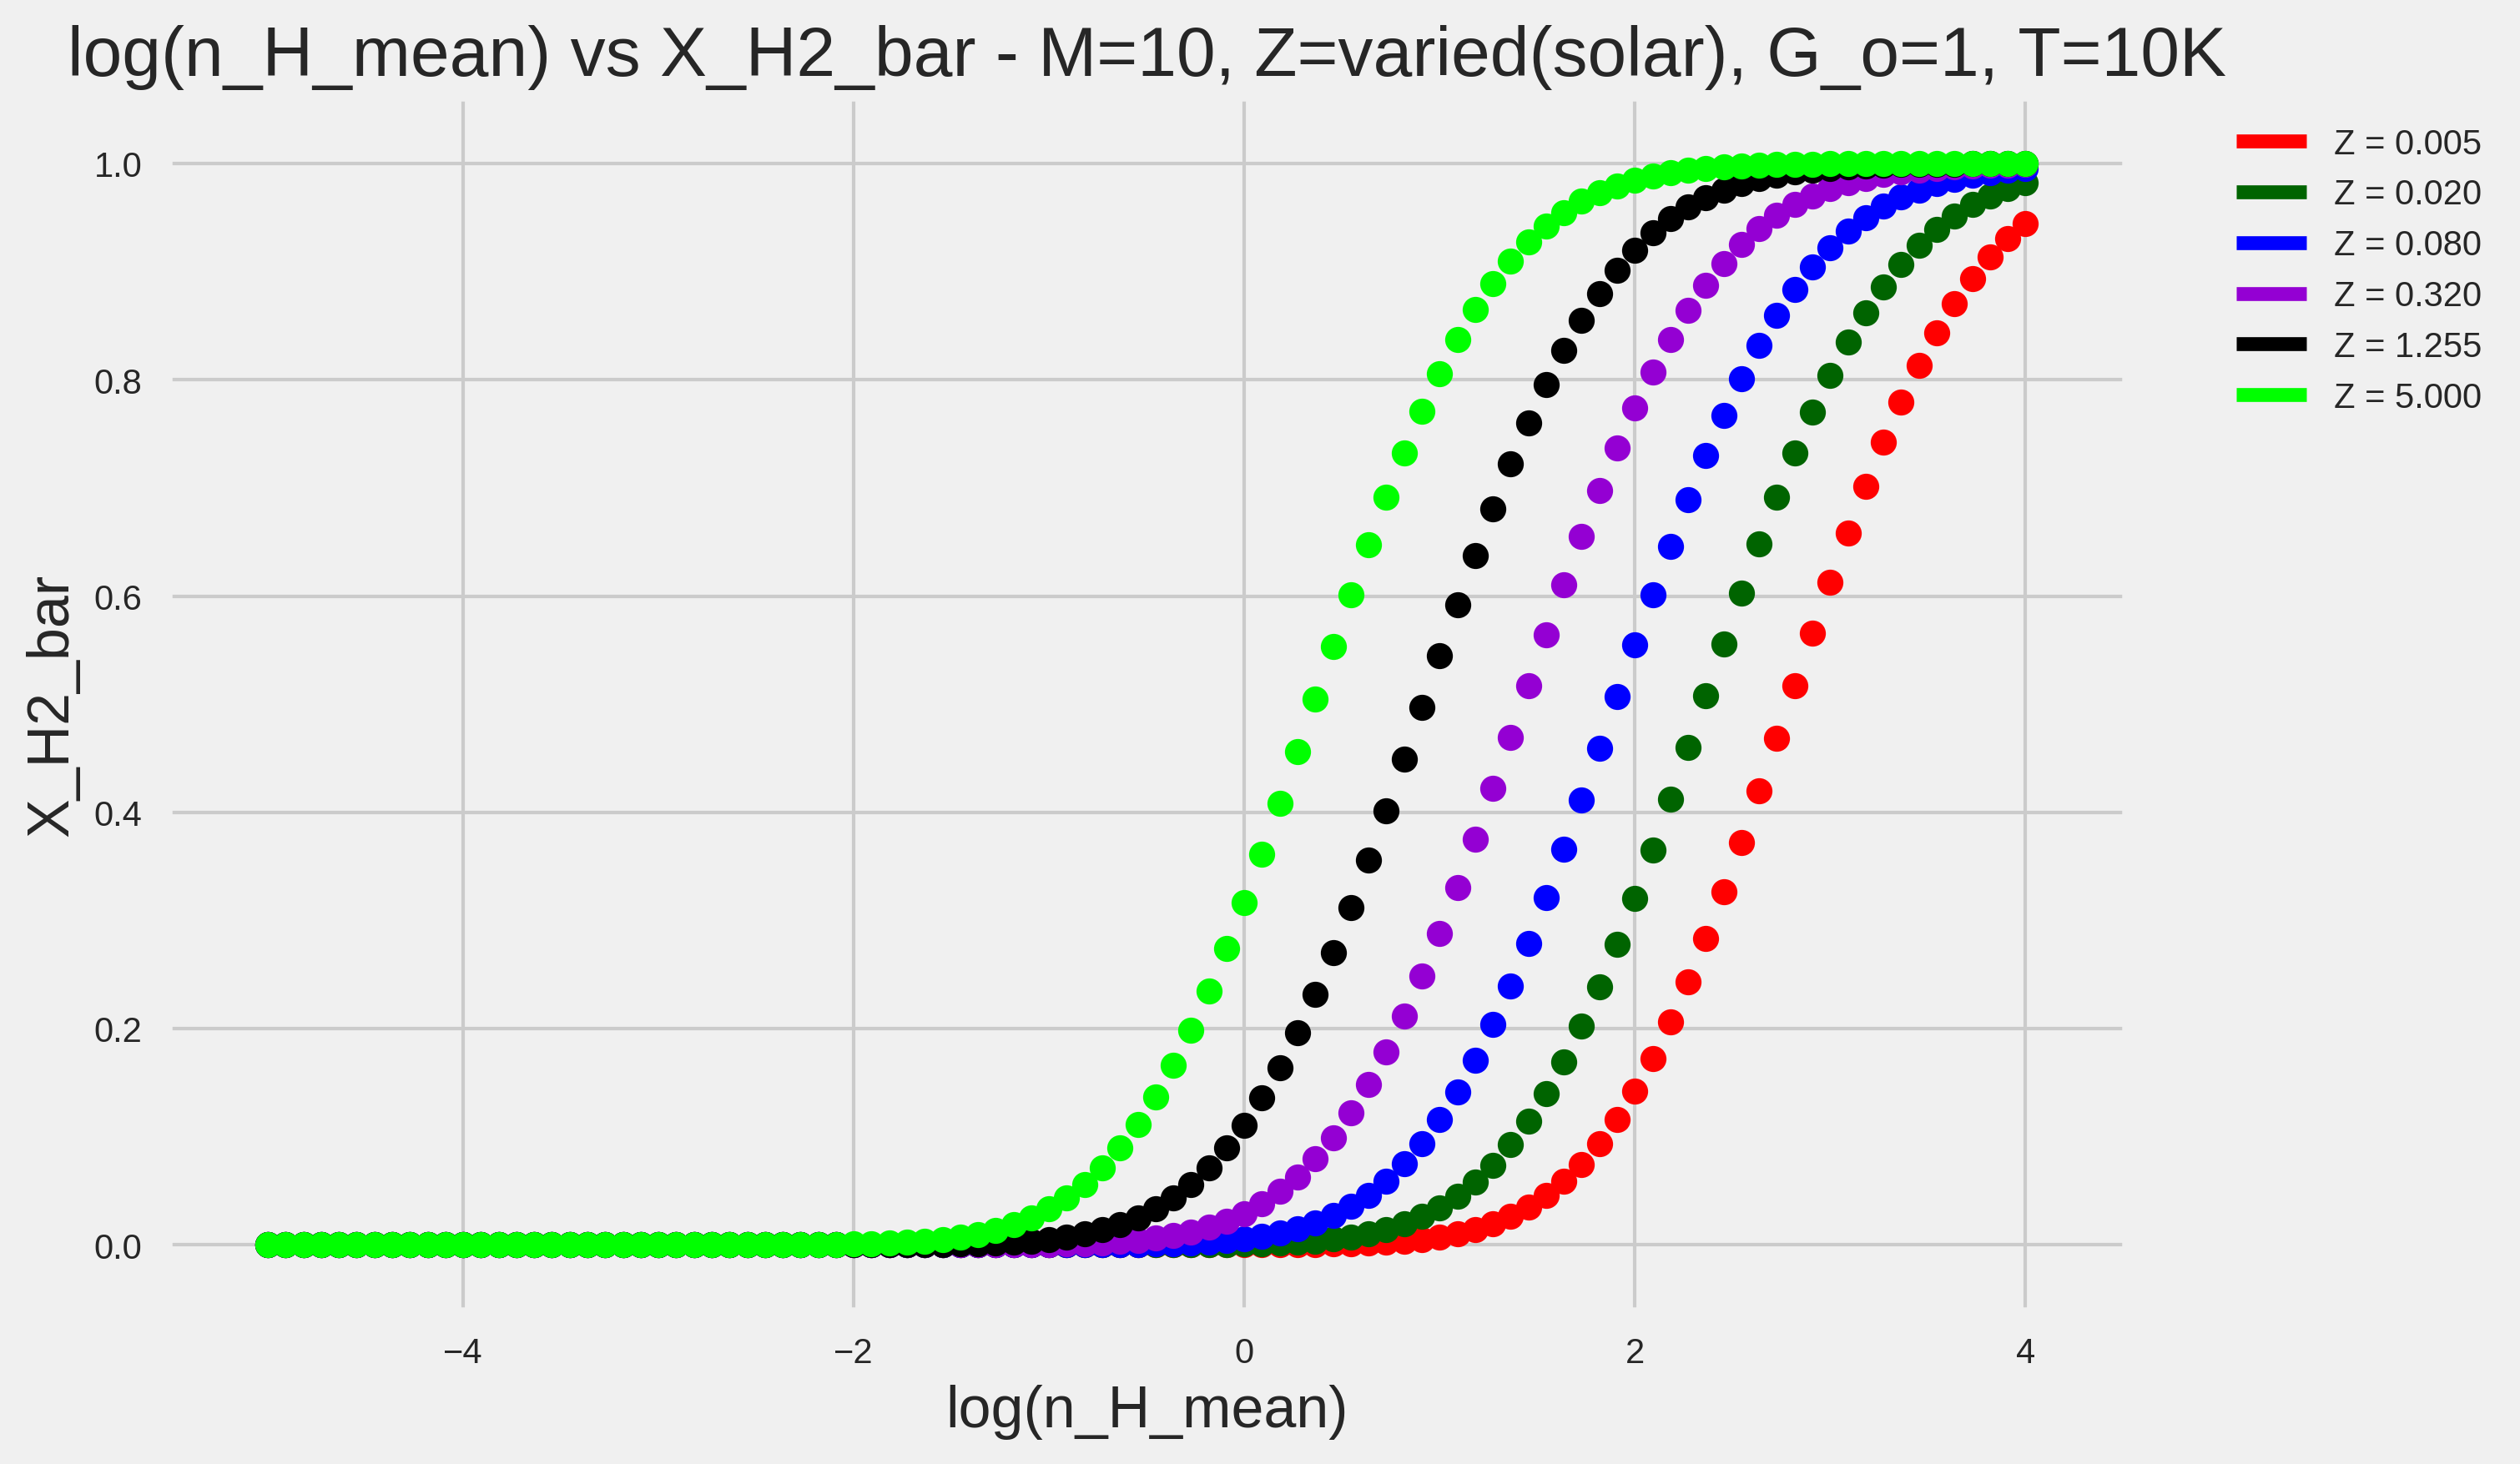 log(n_H_mean) vs X_H2_bar - M=10, Z=varied(solar), G_o=1, T=10K
Z = 0.005
Z = 0.020
Z = 0.080
Z = 0.320
Z = 1.255
Z = 5.000
X_H2_bar
1.0
0.8
0.6
0.4
0.2
0.0
−4
−2
0
2
4
log(n_H_mean)